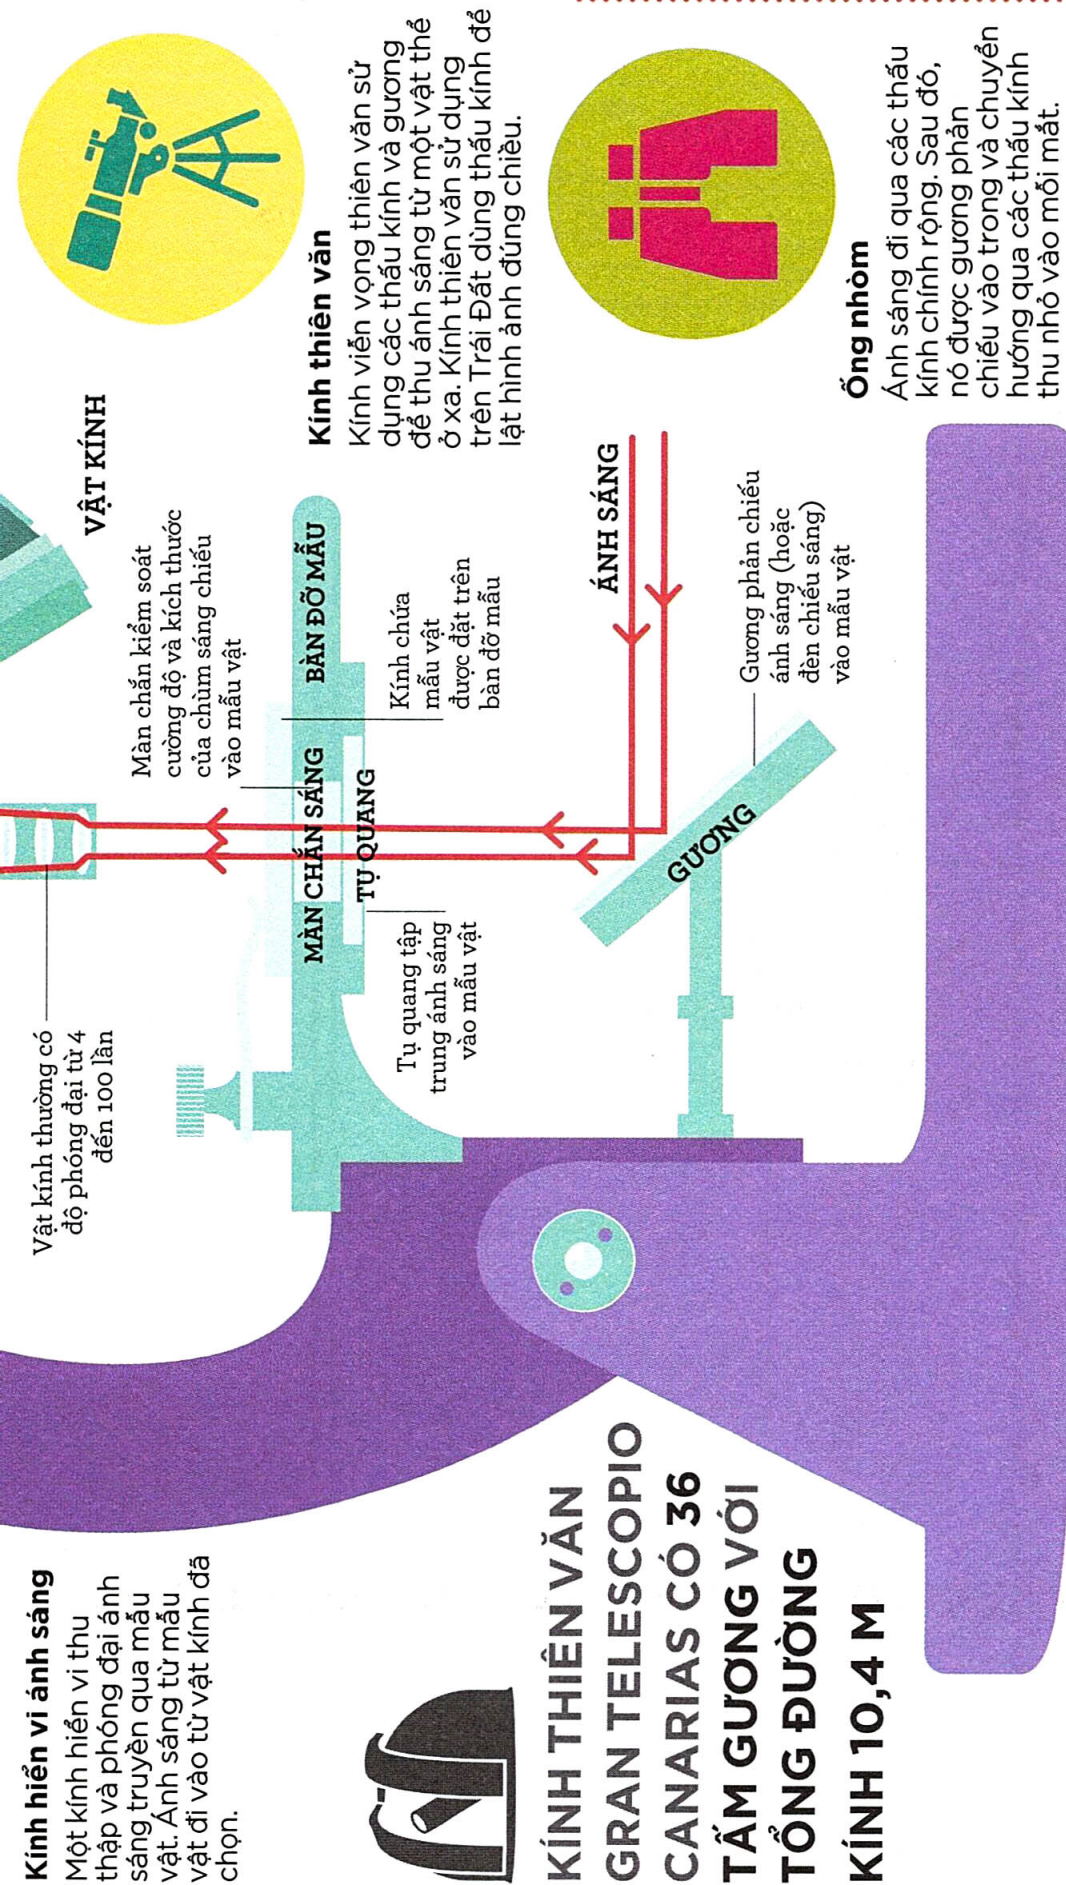 Kính hiển vi ánh sáng
Một kính hiển vi thu
thập và phóng đại ánh
sáng truyền qua mẫu
vật. Ánh sáng từ mẫu
vật đi vào từ vật kính đã
chọn.
KÍNH THIÊN VĂN
GRAN TELESCOPIO
CANARIAS CÓ 36
TẤM GƯƠNG VỚI
TỔNG ĐƯỜNG
KÍNH 10,4 M
Vật kính thường có
độ phóng đại từ 4
đến 100 lần
VẬT KÍNH
Màn chắn kiểm soát
cường độ và kích thước
của chùm sáng chiếu
vào mẫu vật
MÀN CHẮN SÁNG
BÀN ĐỠ MẪU
TỤ QUANG
Kính chứa
mẫu vật
được đặt trên
bàn đỡ mẫu
Tụ quang tập
trung ánh sáng
vào mẫu vật
ÁNH SÁNG
GƯƠNG
Gương phản chiếu
ánh sáng (hoặc
đèn chiếu sáng)
vào mẫu vật
Kính thiên văn
Kính viễn vọng thiên văn sử
dụng các thấu kính và gương
để thu ánh sáng từ một vật thể
ở xa. Kính thiên văn sử dụng
trên Trái Đất dùng thấu kính để
lật hình ảnh đúng chiều.
Ống nhòm
Ánh sáng đi qua các thấu
kính chính rộng. Sau đó,
nó được gương phản
chiếu vào trong và chuyển
hướng qua các thấu kính
thu nhỏ vào mỗi mắt.